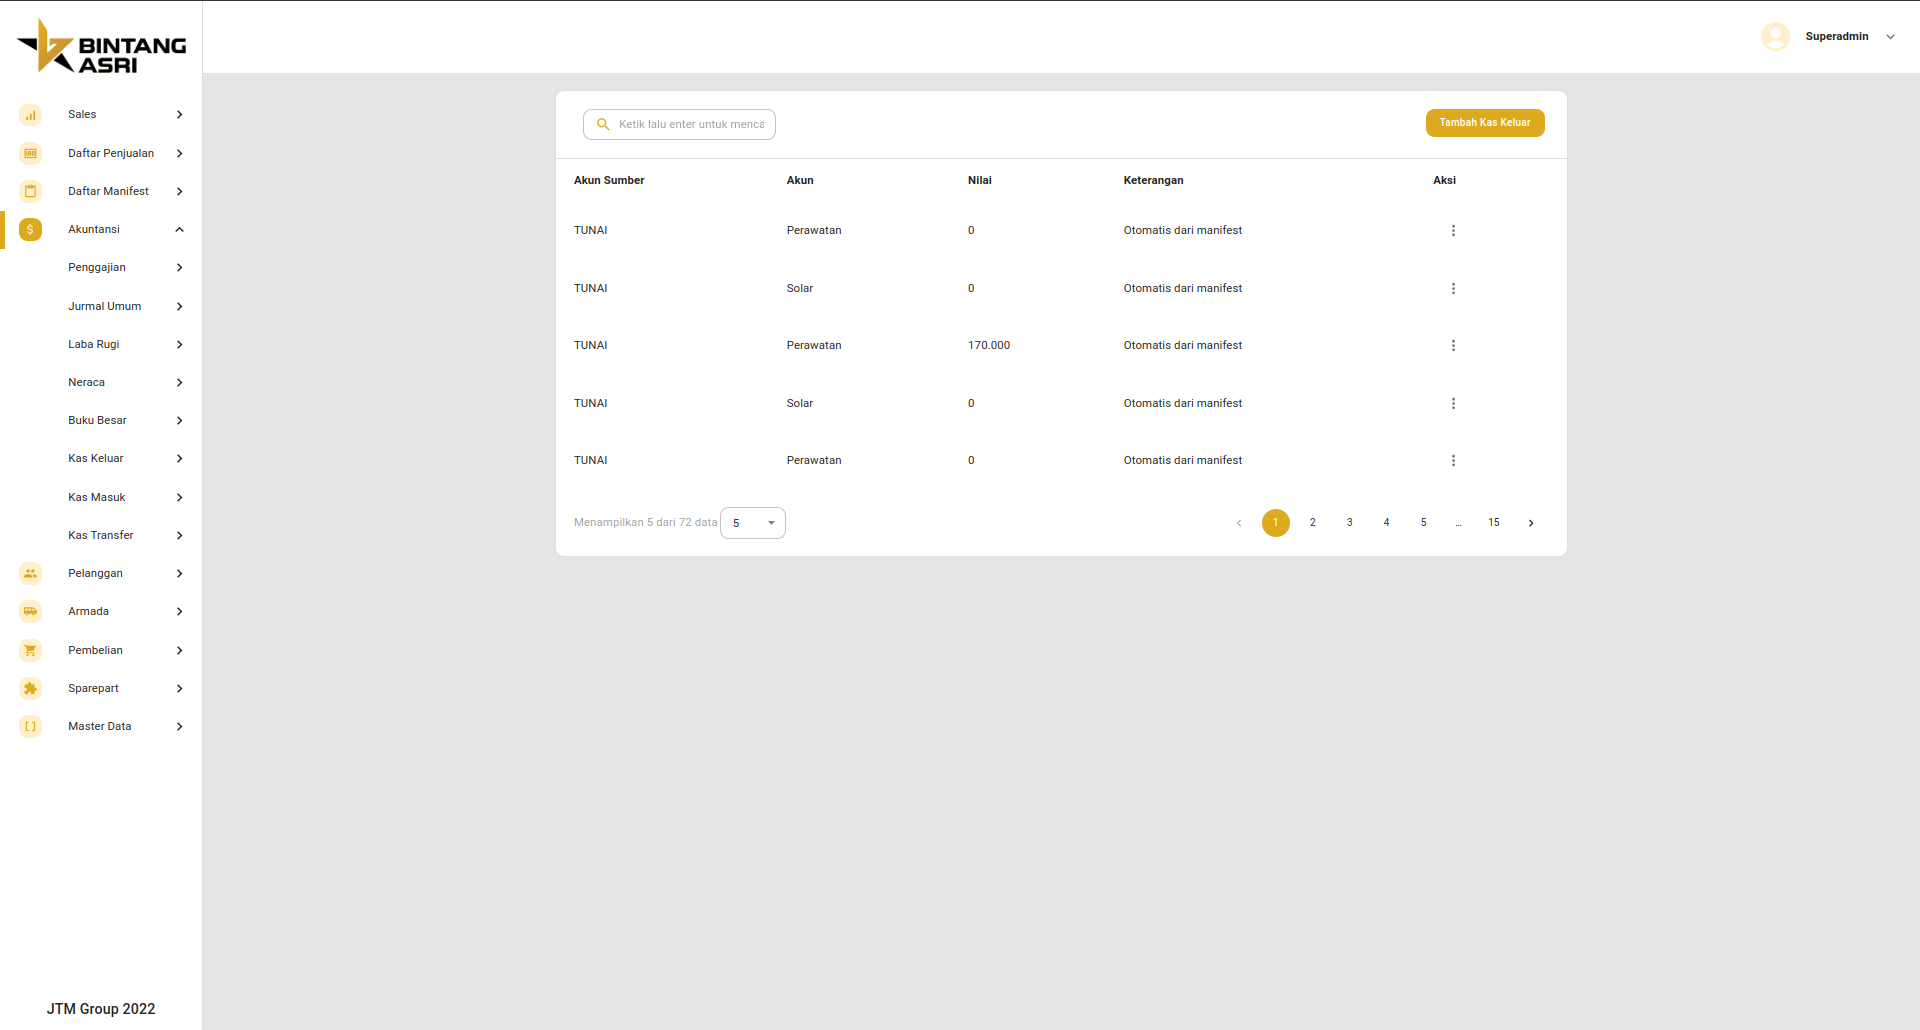 BINTANG
ASRI
Superadmin
Sales
Daftar Penjualan
Daftar Manifest
Akuntansi
Penggajian
Jurmal Umum
Laba Rugi
Neraca
Buku Besar
Kas Keluar
Kas Masuk
Kas Transfer
Pelanggan
Armada
Pembelian
Sparepart
Master Data
JTM Group 2022
Ketik lalu enter untuk menca
Tambah Kas Keluar
Akun Sumber Akun Nilai Keterangan Aksi
TUNAI Perawatan 0 Otomatis dari manifest
TUNAI Solar 0 Otomatis dari manifest
TUNAI Perawatan 170.000 Otomatis dari manifest
TUNAI Solar 0 Otomatis dari manifest
TUNAI Perawatan 0 Otomatis dari manifest
Menampilkan 5 dari 72 data 5 1 2 3 4 5 ... 15